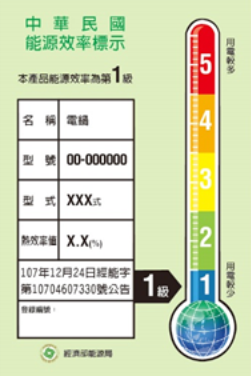 中華民國
能源效率標示
本產品能源效率為第1級
名稱 電鍋
型號 00-000000
型式 XXX式
熱效率值 X.X(%)
107年12月24日經能字
第10704607330號公告
登錄編號：
經濟部能源局
1級
用電較多
5
4
3
2
1
用電較少